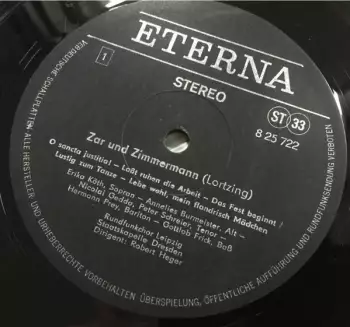 ETERNA
1
STEREO
ST 33
8 25 722
Zar und Zimmermann (Lortzing)
O sancta justitia! – Laßt ruhen die Arbeit – Das Fest beginnt /
Lustig zum Tanze – Lebe wohl, mein flandrisch Mädchen
Erika Köth, Sopran – Annelies Burmeister, Alt –
Nicolai Gedda, Peter Schreier, Tenor –
Hermann Prey, Bariton – Gottlob Frick, Baß
Rundfunkchor Leipzig
Staatskapelle Dresden
Dirigent: Robert Heger
VEB DEUTSCHE SCHALLPLATTEN. ALLE HERSTELLER- UND URHEBERRECHTE VORBEHALTEN ÜBERSPIELUNG, ÖFFENTLICHE AUFFÜHRUNG UND RUNDFUNKSENDUNG VERBOTEN